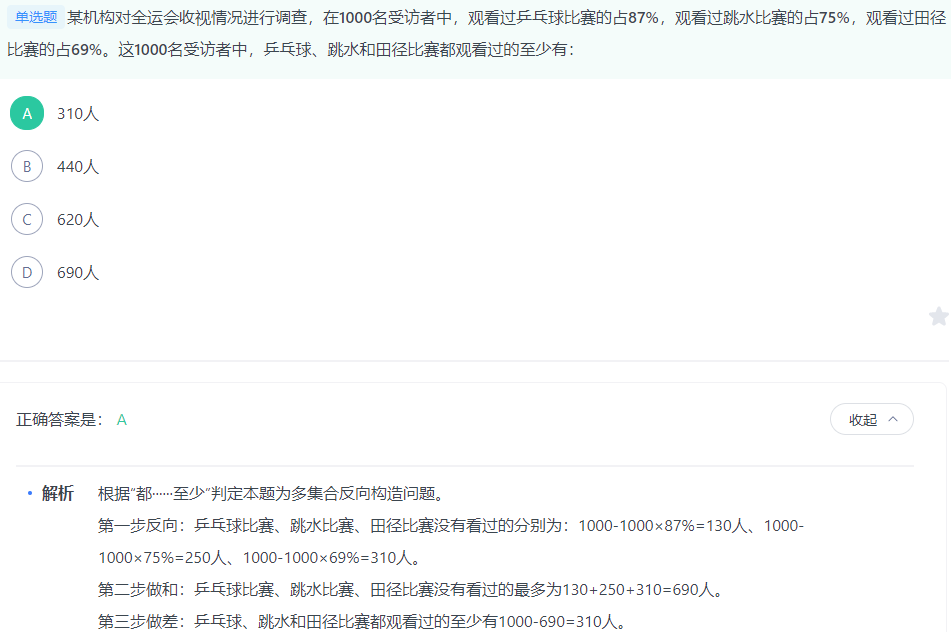 单选题 某机构对全运会收视情况进行调查，在1000名受访者中，观看过乒乓球比赛的占87%，观看过跳水比赛的占75%，观看过田径
比赛的占69%。这1000名受访者中，乒乓球、跳水和田径比赛都观看过的至少有：
A 310人
B 440人
C 620人
D 690人
正确答案是： A
收起
解析 根据“都······至少”判定本题为多集合反向构造问题。
第一步反向：乒乓球比赛、跳水比赛、田径比赛没有看过的分别为：1000-1000×87%=130人、1000-
1000×75%=250人、1000-1000×69%=310人。
第二步做和：乒乓球比赛、跳水比赛、田径比赛没有看过的最多为130+250+310=690人。
第三步做差：乒乓球、跳水和田径比赛都观看过的至少有1000-690=310人。